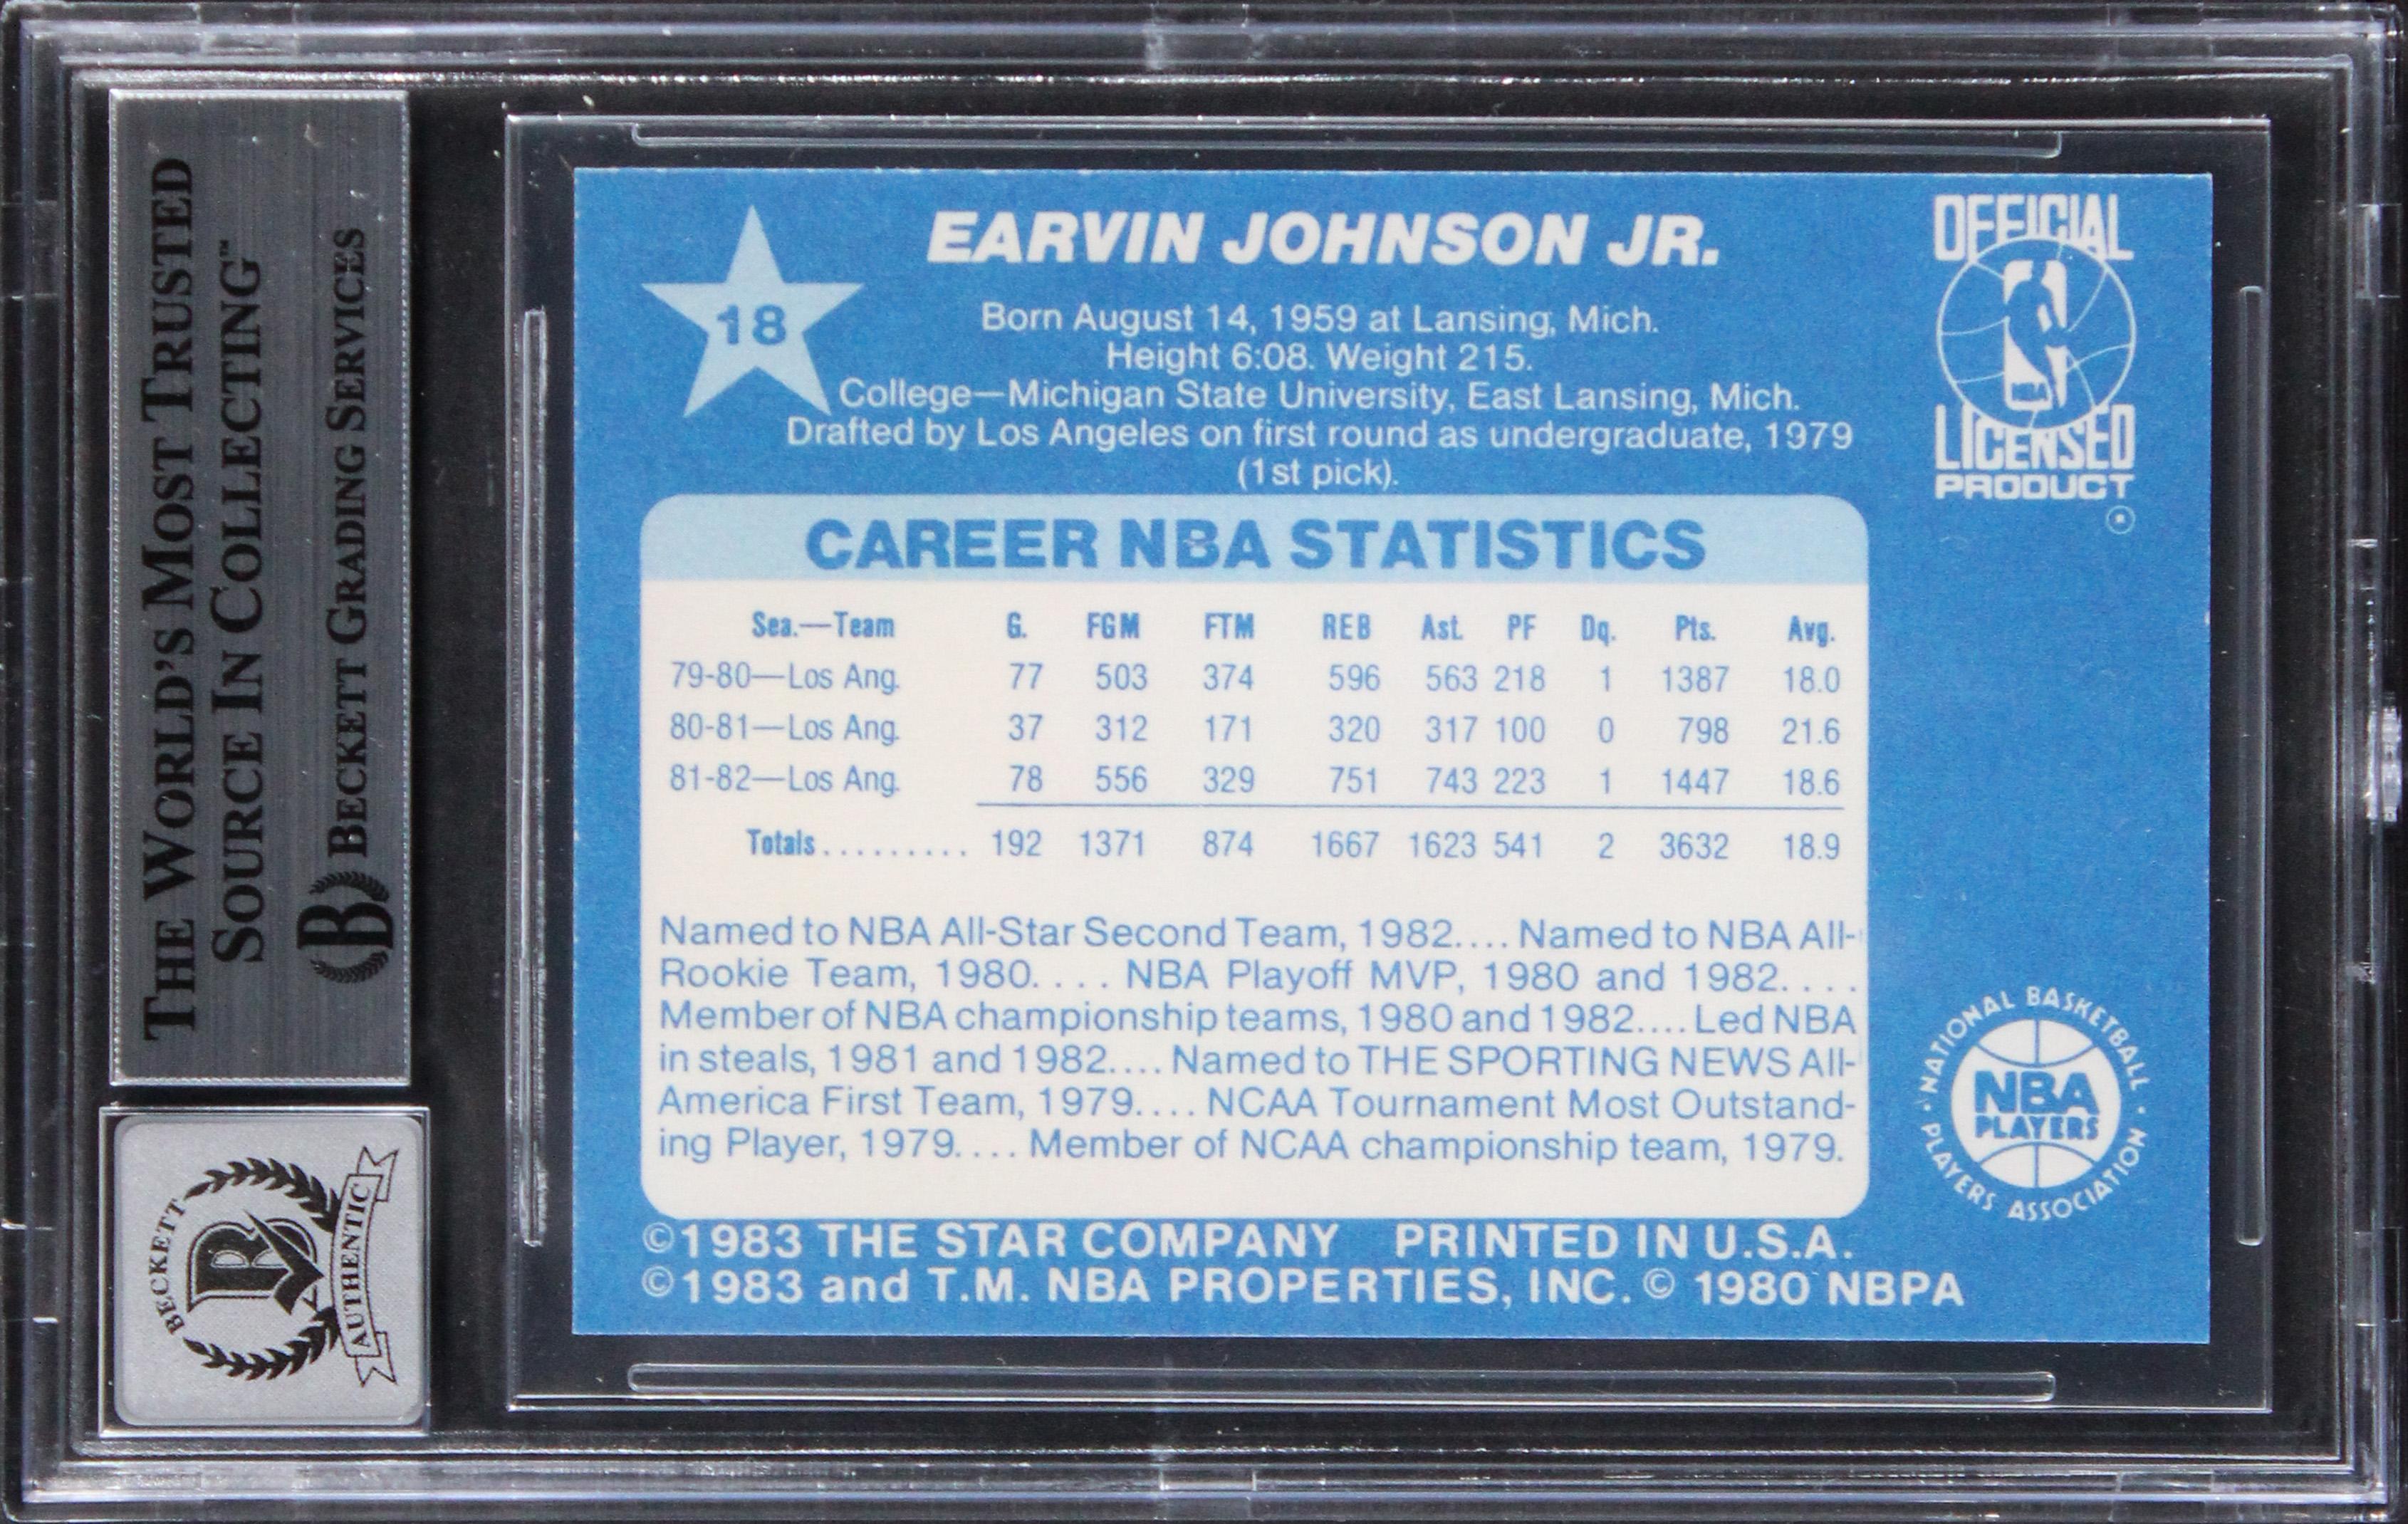 THE WORLD'S MOST TRUSTED
SOURCE IN COLLECTING™
BECKETT GRADING SERVICES
B
BECKETT
B
AUTHENTIC
18
EARVIN JOHNSON JR.
Born August 14, 1959 at Lansing, Mich.
Height 6:08. Weight 215.
College—Michigan State University, East Lansing, Mich.
Drafted by Los Angeles on first round as undergraduate, 1979
(1st pick).
OFFICIAL
NBA
LICENSED
PRODUCT
CAREER NBA STATISTICS
Sea.—Team G. FGM FTM REB Ast. PF Dq. Pts. Avg.
79-80—Los Ang. 77 503 374 596 563 218 1 1387 18.0
80-81—Los Ang. 37 312 171 320 317 100 0 798 21.6
81-82—Los Ang. 78 556 329 751 743 223 1 1447 18.6
Totals.......... 192 1371 874 1667 1623 541 2 3632 18.9
Named to NBA All-Star Second Team, 1982.... Named to NBA All-
Rookie Team, 1980.... NBA Playoff MVP, 1980 and 1982....
Member of NBA championship teams, 1980 and 1982.... Led NBA
in steals, 1981 and 1982.... Named to THE SPORTING NEWS All-
America First Team, 1979.... NCAA Tournament Most Outstand-
ing Player, 1979.... Member of NCAA championship team, 1979.
NATIONAL BASKETBALL
NBA
PLAYERS
PLAYERS ASSOCIATION
©1983 THE STAR COMPANY PRINTED IN U.S.A.
©1983 and T.M. NBA PROPERTIES, INC. © 1980 NBPA